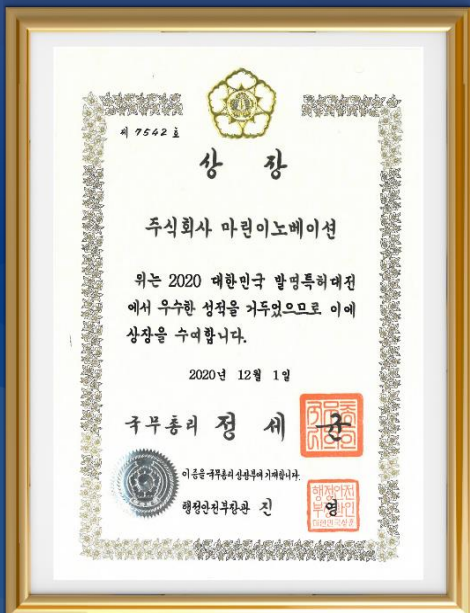 제 7542 호
상 장
주식회사 마린이노베이션
위는 2020 대한민국 발명특허대전
에서 우수한 성적을 거두었으므로 이에
상장을 수여합니다.
2020년 12월 1일
국무총리 정 세 균
이 증을 국무총리 상장부에 기재합니다.
행정안전부장관 진 영